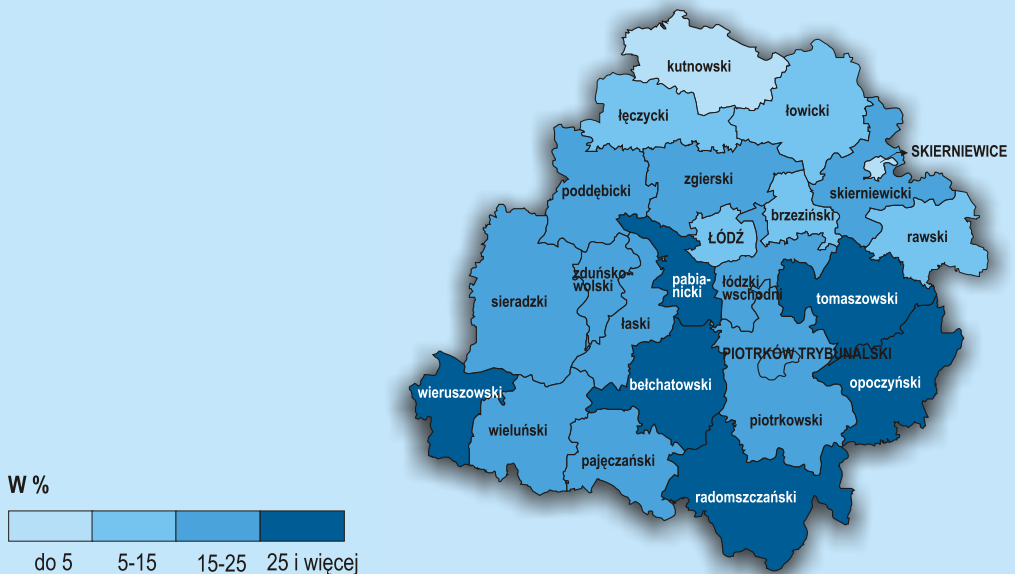 kutnowski
łęczycki
łowicki
SKIERNIEWICE
zgierski
poddębicki
skierniewicki
brzeziński
ŁÓDŹ
rawski
zduńsko-
wolski
pabia-
nicki
łódzki
wschodni
sieradzki
tomaszowski
łaski
PIOTRKÓW TRYBUNALSKI
bełchatowski
opoczyński
wieruszowski
piotrkowski
wieluński
pajęczański
radomszczański
W %
do 5
5-15
15-25
25 i więcej